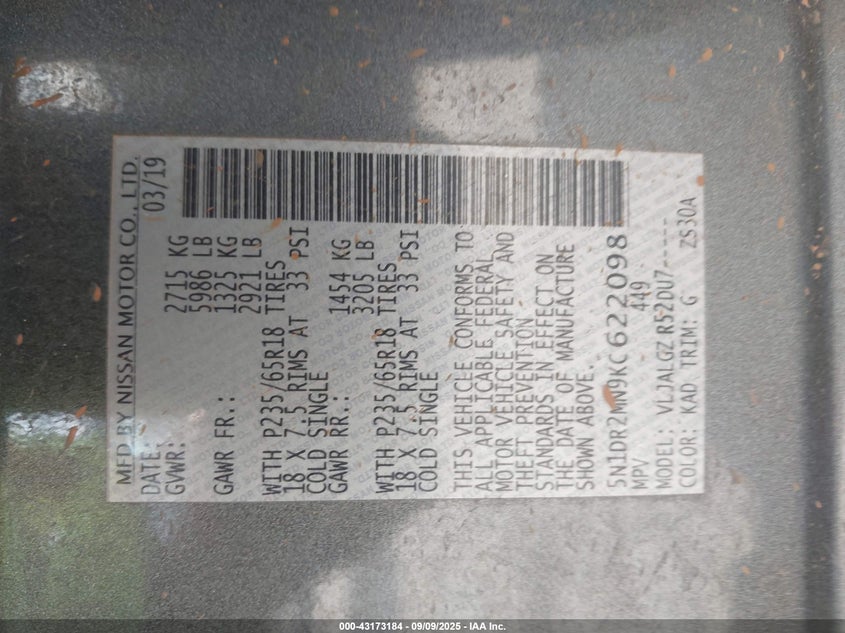 MFD BY NISSAN MOTOR CO., LTD.
DATE: 03/19
GVWR: 2715 KG
5986 LB
GAWR FR.: 1325 KG
2921 LB
WITH P235/65R18 TIRES
18 X 7.5 RIMS AT 33 PSI
COLD SINGLE
GAWR RR.: 1454 KG
3205 LB
WITH P235/65R18 TIRES
18 X 7.5 RIMS AT 33 PSI
COLD SINGLE
THIS VEHICLE CONFORMS TO
ALL APPLICABLE FEDERAL
MOTOR VEHICLE SAFETY AND
THEFT PREVENTION
STANDARDS IN EFFECT ON
THE DATE OF MANUFACTURE
SHOWN ABOVE.
5N1DR2MN9KC622098
MPV 449
MODEL: VLJALGZ R52DU7-----
COLOR: KAD TRIM: G ZS30A
000-43173184 - 09/09/2025 - IAA Inc.